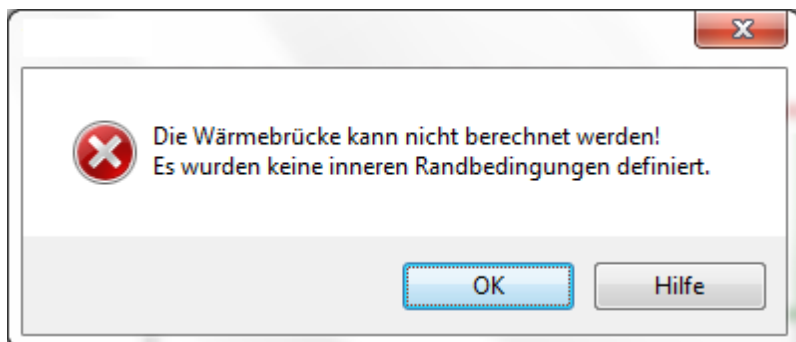 Die Wärmebrücke kann nicht berechnet werden!
Es wurden keine inneren Randbedingungen definiert.
OK
Hilfe